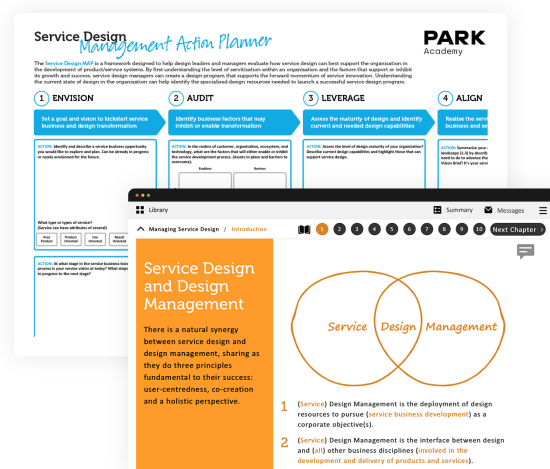 Service Design
Management Action Planner
PARK
Academy
The Service Design MAP is a framework designed to help design leaders and managers evaluate how service design can best support the organisation in
the development of product/service systems. By first understanding the level of servitisation within an organisation and the factors that support or inhibit
its growth and success, service design managers can create a design program that supports the forward momentum of service innovation. Understanding
the current state of design in the organisation can help identify the specialised design resources needed to launch a successful service design program.
1 ENVISION
Set a goal and vision to kickstart service
business and design transformation
ACTION: Identify and describe a service business opportunity
you would like to explore and plan. Can be already in progress
or newly envisioned for the future.
What type or types of service?
(Service can have attributes of several)
Pure
Product
Product
Oriented
Use
Oriented
Result
Oriented
ACTION: At what stage in the service business
process is your service vision at today? What steps
to progress to the next stage?
2 AUDIT
Identify business factors that may
inhibit or enable transformation
ACTION: In the realms of customer, organisation, ecosystem, and
technology, what are the factors that will either enable or inhibit
the service development process. (Assets in place and barriers to
overcome).
Enablers
Barriers
3 LEVERAGE
Assess the maturity of design and identify
current and needed design capabilities
ACTION: Assess the level of design maturity of your organisation?
Describe current design capabilities and highlight those that can
support service design.
4 ALIGN
Realise the
business and
ACTION: Summarise your
landscape (1-3) by
need to do to advance the
Vision Brief! It's your
Library
Summary
Messages
Managing Service Design / Introduction
1 2 3 4 5 6 7 8 9 10 Next Chapter
Service Design
and Design
Management
There is a natural synergy
between service design and
design management, sharing as
they do three principles
fundamental to their success:
user-centredness, co-creation
and a holistic perspective.
Service Design Management
1 (Service) Design Management is the deployment of design
resources to pursue (service business development) as a
corporate objective(s).
2 (Service) Design Management is the interface between design
and (all) other business disciplines (involved in the
development and delivery of products and services).